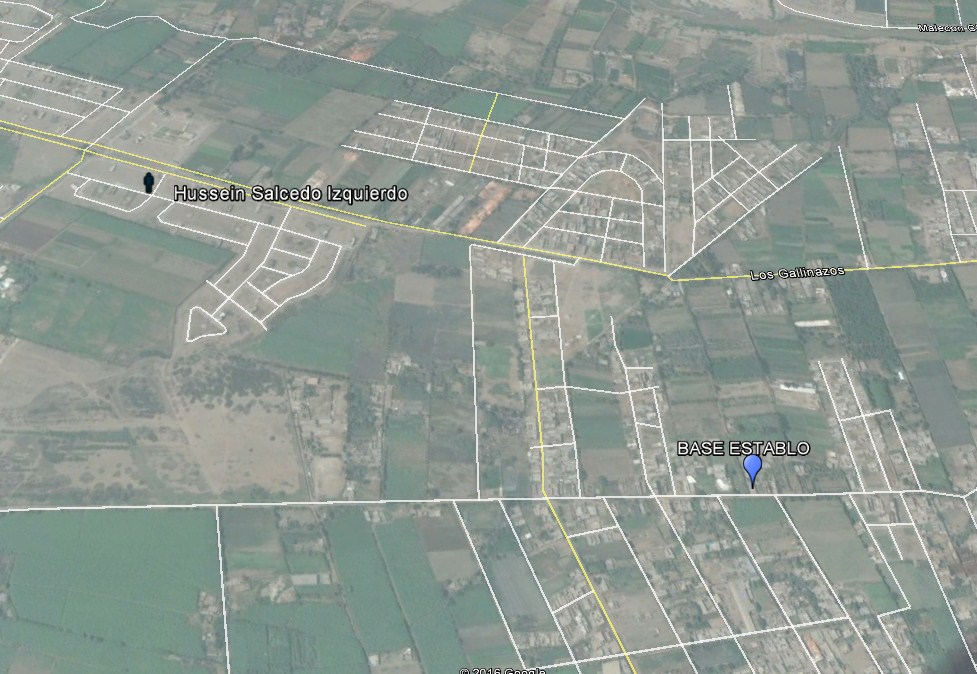 Malecon C
Hussein Salcedo Izquierdo
Los Gallinazos
BASE ESTABLO
© 2016 Google